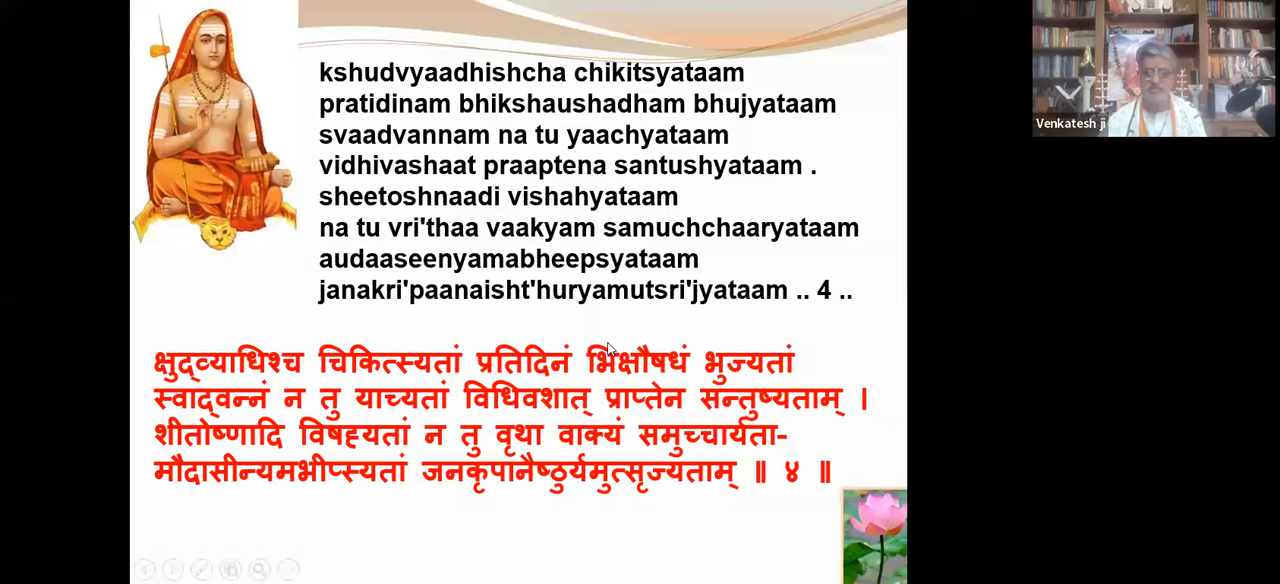 kshudvyaadhishcha chikitsyataam
pratidinam bhikshaushadham bhujyataam
svaadvannam na tu yaachyataam
vidhivashaat praaptena santushyataam .
sheetoshnaadi vishahyataam
na tu vri'thaa vaakyam samuchchaaryataam
audaaseenyamabheepsyataam
janakri'paanaisht'huryamutsri'jyataam .. 4 ..
क्षुद्व्याधिश्च चिकित्स्यतां प्रतिदिनं भिक्षौषधं भुज्यतां
स्वाद्वन्नं न तु याच्यतां विधिवशात् प्राप्तेन सन्तुष्यताम् ।
शीतोष्णादि विषह्यतां न तु वृथा वाक्यं समुच्चार्यता-
मौदासीन्यमभीप्स्यतां जनकृपानैष्ठुर्यमुत्सृज्यताम् ॥ ४ ॥
Venkatesh ji